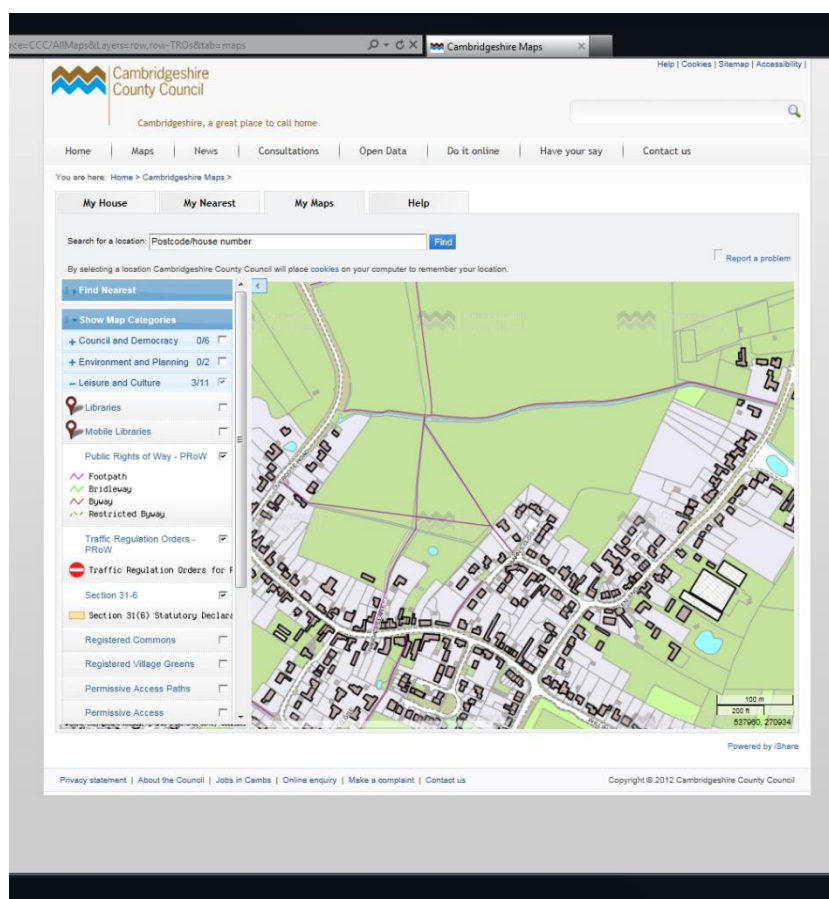 rce=CCC/AllMaps&Layers=row,row-TROs&tab=maps
Cambridgeshire Maps
Help | Cookies | Sitemap | Accessibility |
Cambridgeshire
County Council
Cambridgeshire, a great place to call home
Home | Maps | News | Consultations | Open Data | Do it online | Have your say | Contact us
You are here: Home > Cambridgeshire Maps >
My House
My Nearest
My Maps
Help
Search for a location: Postcode/house number
Find
Report a problem
By selecting a location Cambridgeshire County Council will place cookies on your computer to remember your location.
Find Nearest
Show Map Categories
Council and Democracy 0/6
Environment and Planning 0/2
Leisure and Culture 3/11
Libraries
Mobile Libraries
Public Rights of Way - PRoW
Footpath
Bridleway
Byway
Restricted Byway
Traffic Regulation Orders -
PRoW
Traffic Regulation Orders for P
Section 31-6
Section 31(6) Statutory Declara
Registered Commons
Registered Village Greens
Permissive Access Paths
Permissive Access
100 m
200 ft
537960, 270934
Powered by iShare
Privacy statement | About the Council | Jobs in Cambs | Online enquiry | Make a complaint | Contact us
Copyright © 2012 Cambridgeshire County Council